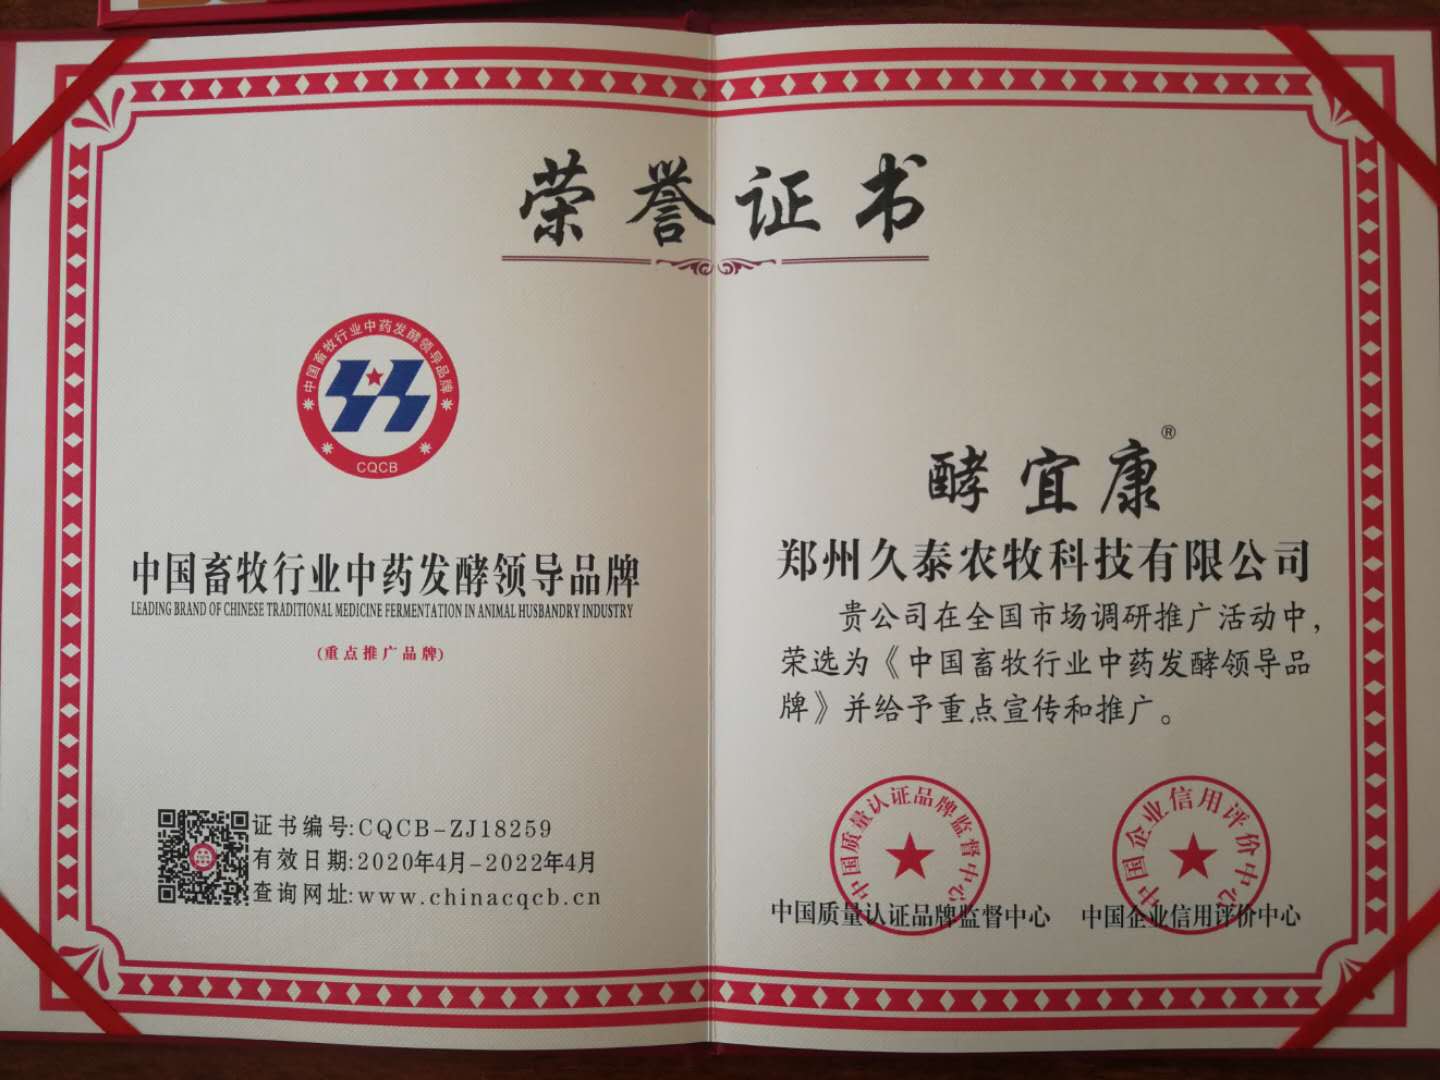 荣誉证书
中国畜牧行业中药发酵领导品牌
CQCB
中国畜牧行业中药发酵领导品牌
LEADING BRAND OF CHINESE TRADITIONAL MEDICINE FERMENTATION IN ANIMAL HUSBANDRY INDUSTRY
(重点推广品牌)
证书编号:CQCB-ZJ18259
有效日期:2020年4月-2022年4月
查询网址:www.chinacqcb.cn
酵宜康®
郑州久泰农牧科技有限公司
贵公司在全国市场调研推广活动中,
荣选为《中国畜牧行业中药发酵领导品
牌》并给予重点宣传和推广。
中国质量认证品牌监督中心
中国企业信用评价中心
中国质量认证品牌监督中心 中国企业信用评价中心